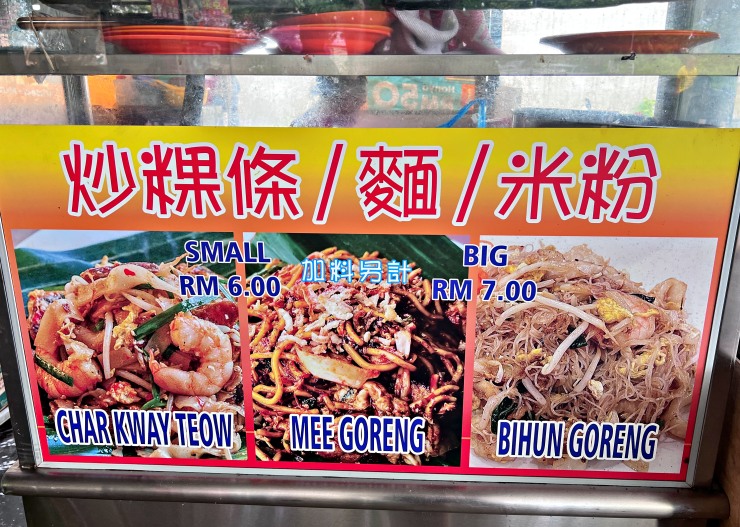 炒粿條/麵/米粉
SMALL
RM 6.00
加料另計
BIG
RM 7.00
CHAR KWAY TEOW
MEE GORENG
BIHUN GORENG